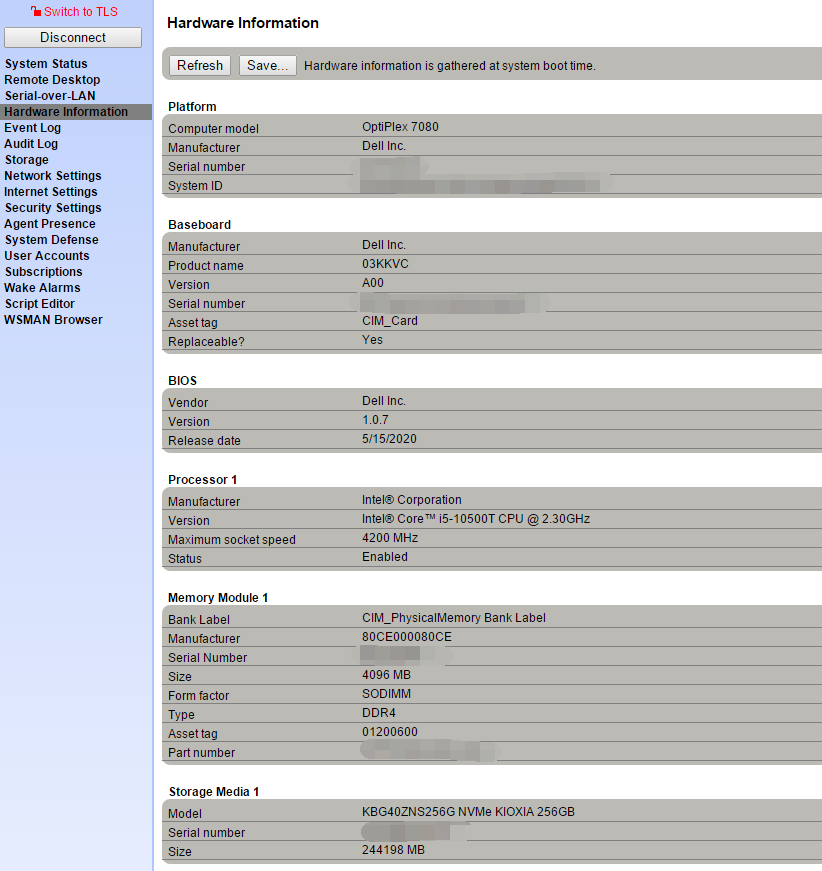 Switch to TLS
Disconnect
System Status
Remote Desktop
Serial-over-LAN
Hardware Information
Event Log
Audit Log
Storage
Network Settings
Internet Settings
Security Settings
Agent Presence
System Defense
User Accounts
Subscriptions
Wake Alarms
Script Editor
WSMAN Browser
Hardware Information
Refresh Save... Hardware information is gathered at system boot time.
Platform
Computer model OptiPlex 7080
Manufacturer Dell Inc.
Serial number
System ID
Baseboard
Manufacturer Dell Inc.
Product name 03KKVC
Version A00
Serial number
Asset tag CIM_Card
Replaceable? Yes
BIOS
Vendor Dell Inc.
Version 1.0.7
Release date 5/15/2020
Processor 1
Manufacturer Intel® Corporation
Version Intel® Core™ i5-10500T CPU @ 2.30GHz
Maximum socket speed 4200 MHz
Status Enabled
Memory Module 1
Bank Label CIM_PhysicalMemory Bank Label
Manufacturer 80CE000080CE
Serial Number
Size 4096 MB
Form factor SODIMM
Type DDR4
Asset tag 01200600
Part number
Storage Media 1
Model KBG40ZNS256G NVMe KIOXIA 256GB
Serial number
Size 244198 MB